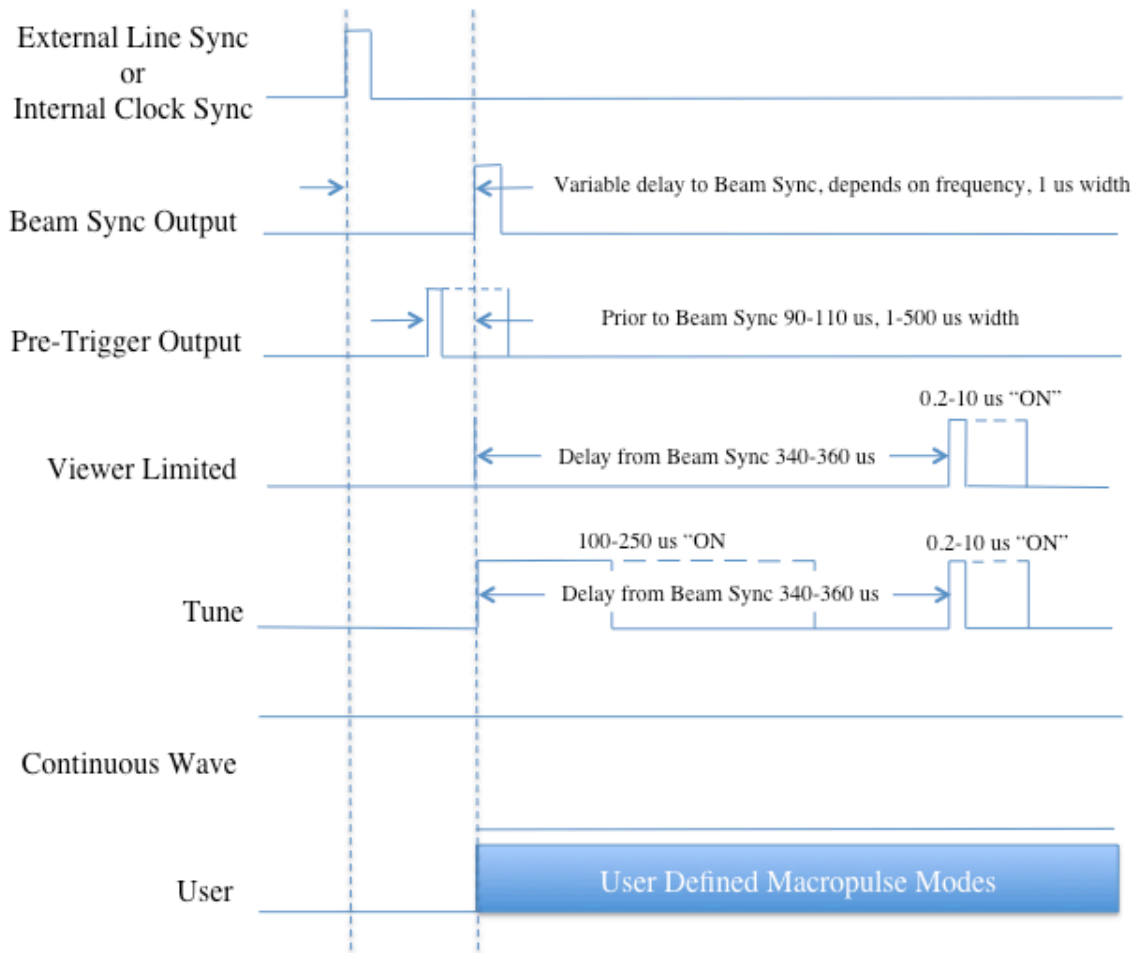 External Line Sync
or
Internal Clock Sync
Beam Sync Output
Variable delay to Beam Sync, depends on frequency, 1 us width
Pre-Trigger Output
Prior to Beam Sync 90-110 us, 1-500 us width
0.2-10 us “ON”
Viewer Limited
Delay from Beam Sync 340-360 us
100-250 us “ON
0.2-10 us “ON”
Tune
Delay from Beam Sync 340-360 us
Continuous Wave
User
User Defined Macropulse Modes